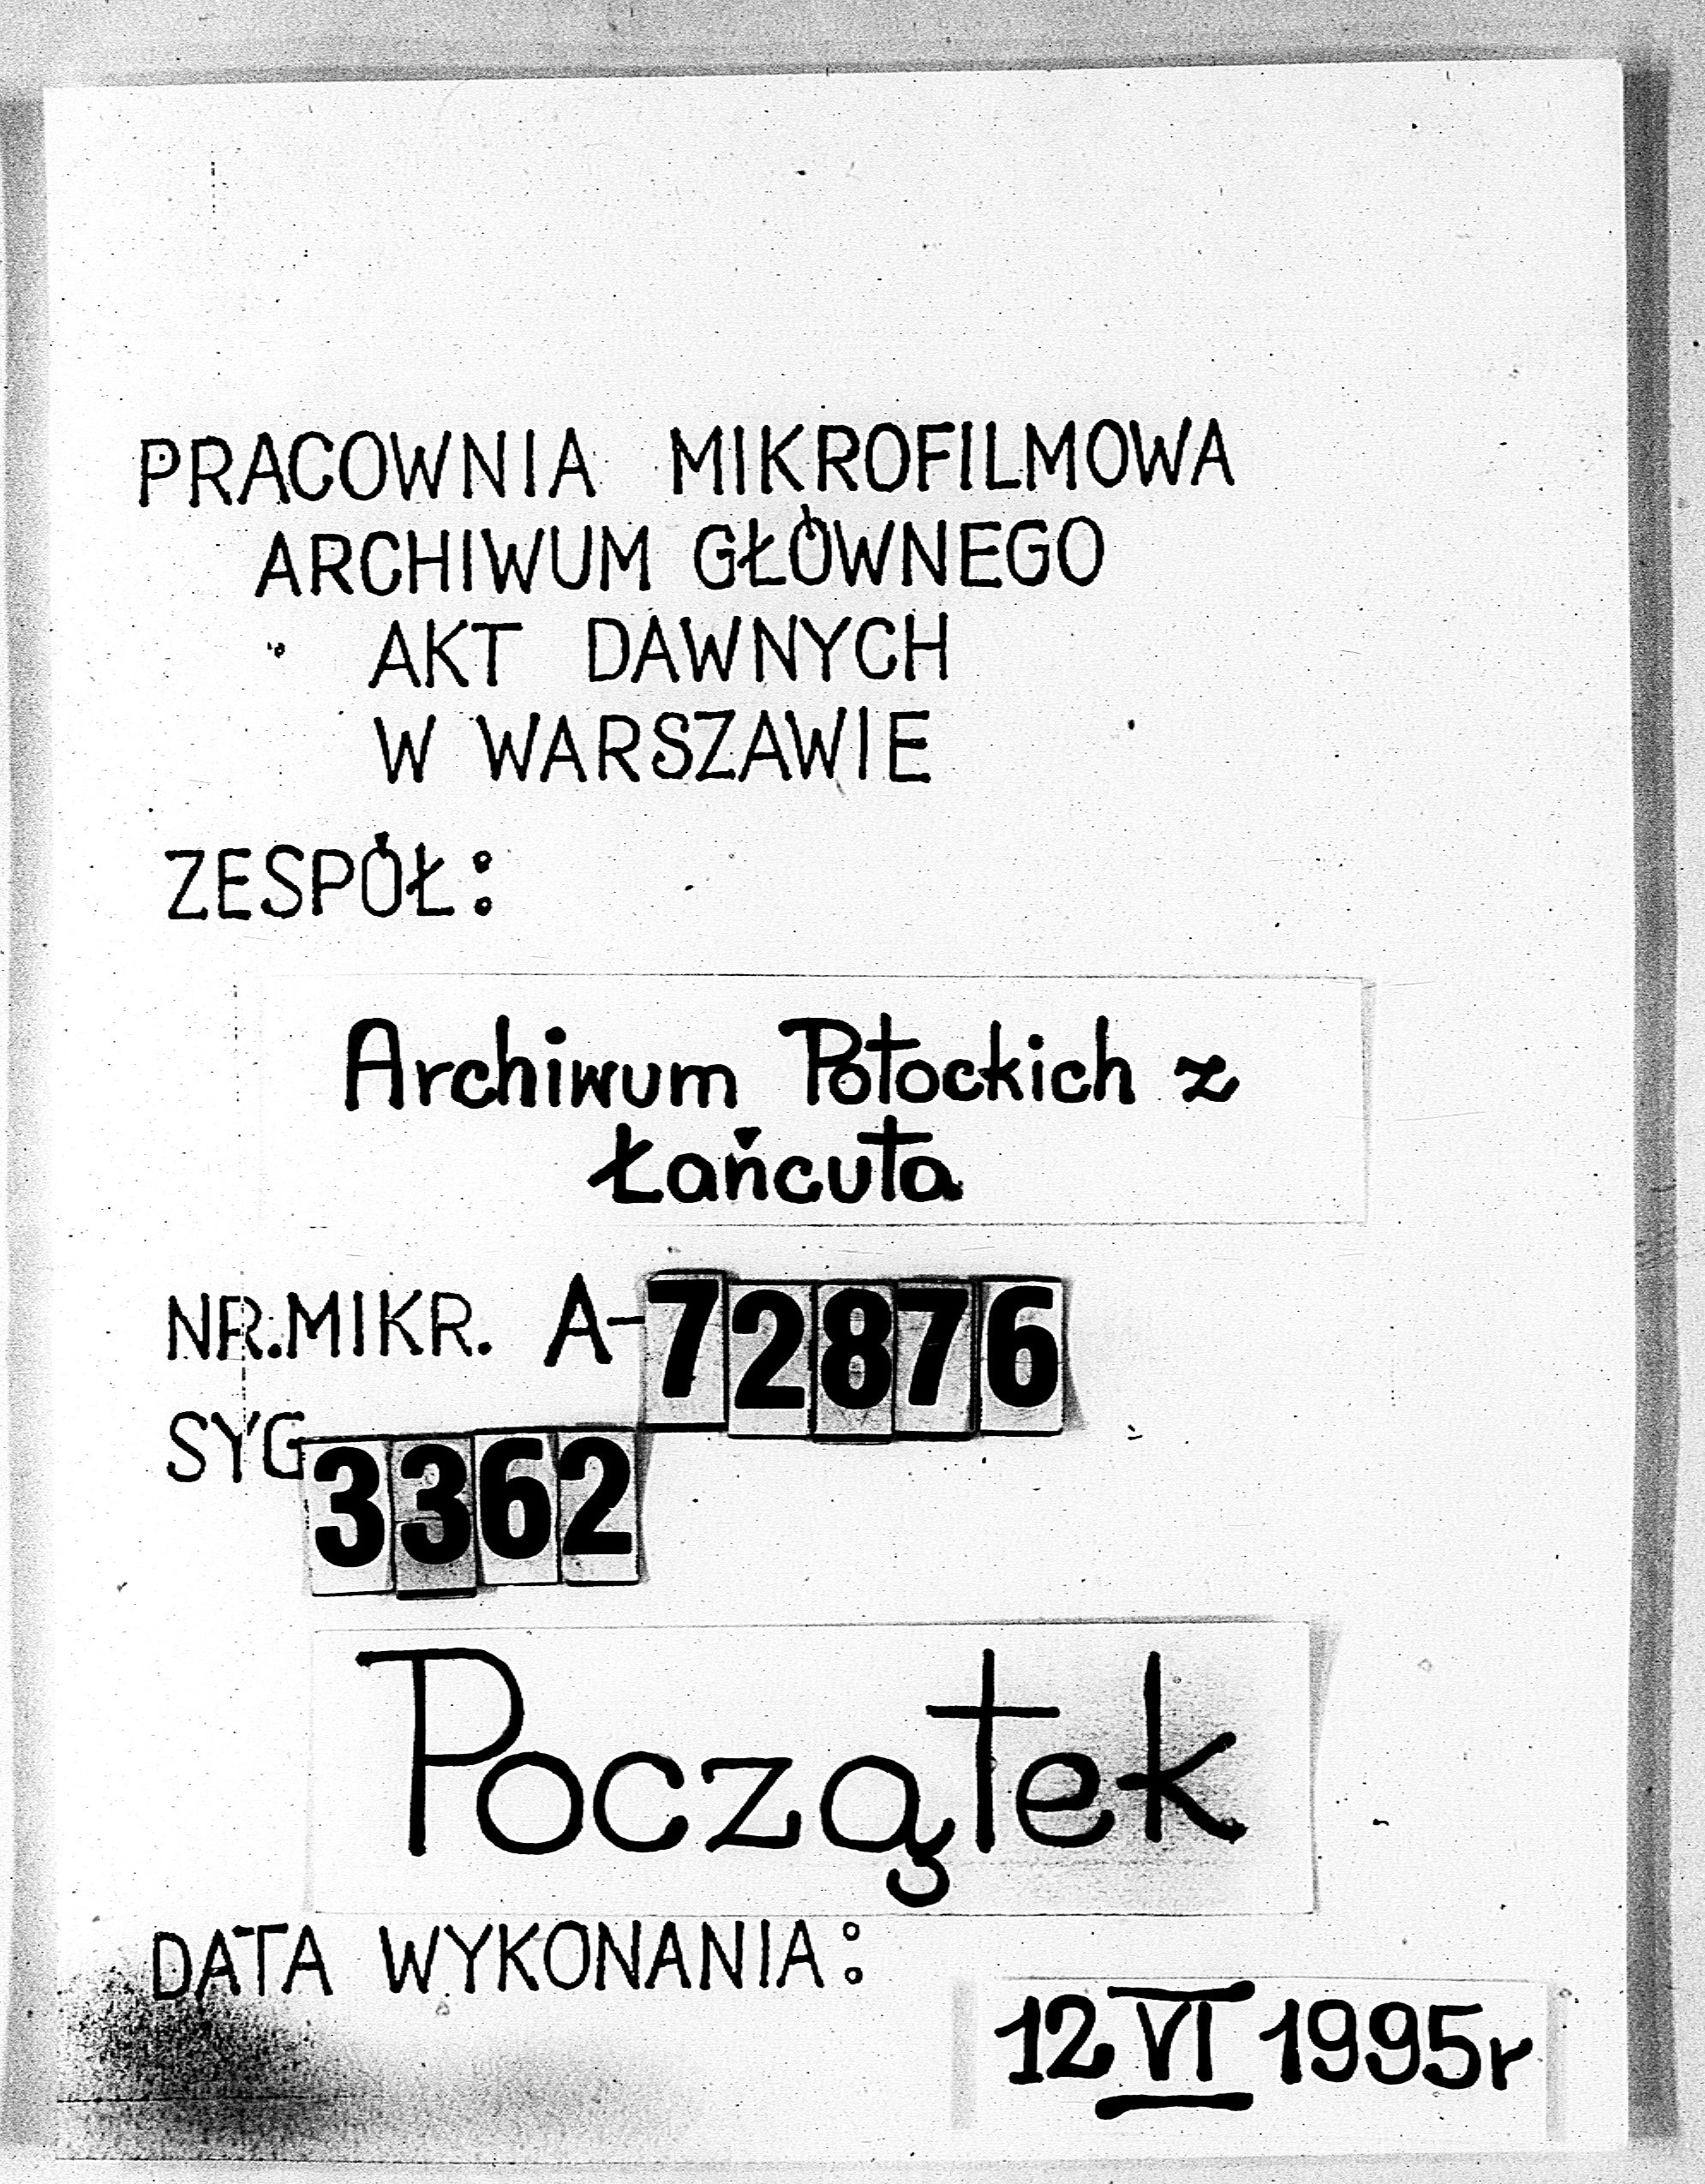 PRACOWNIA MIKROFILMOWA
ARCHIWUM GŁÓWNEGO
AKT DAWNYCH
W WARSZAWIE
ZESPÓŁ:
Archiwum Potockich z
Łańcuta
NR.MIKR. A-72876
SYG 3362
Początek
DATA WYKONANIA:
12 VI 1995r